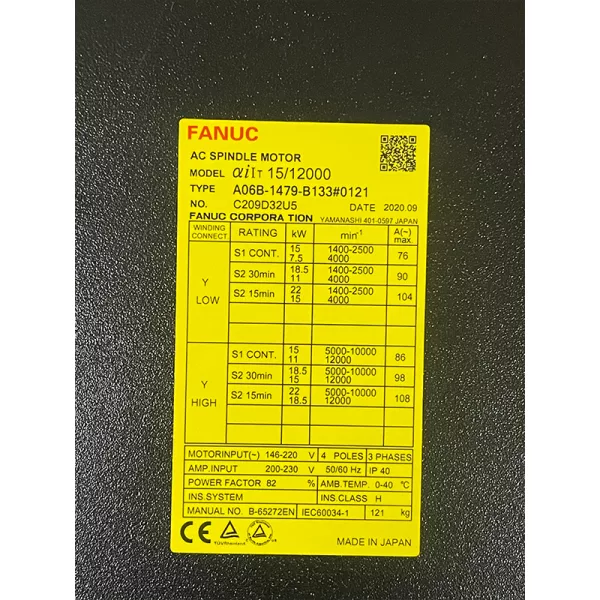 FANUC
AC SPINDLE MOTOR
MODEL αiIT 15/12000
TYPE A06B-1479-B133#0121
NO. C209D32U5 DATE 2020.09
FANUC CORPORA TION YAMANASHI 401-0597 JAPAN
WINDING CONNECT. RATING kW min⁻¹ A(~) max.
Y LOW
S1 CONT. 15 1400-2500 76
7.5 4000
S2 30min 18.5 1400-2500 90
11 4000
S2 15min 22 1400-2500 104
15 4000
Y HIGH
S1 CONT. 15 5000-10000 86
11 12000
S2 30min 18.5 5000-10000 98
15 12000
S2 15min 22 5000-10000 108
18.5 12000
MOTORINPUT(~) 146-220 V 4 POLES 3 PHASES
AMP.INPUT 200-230 V 50/60 Hz IP 40
POWER FACTOR 82 % AMB.TEMP. 0-40 ℃
INS.SYSTEM INS.CLASS H
MANUAL NO. B-65272EN IEC60034-1 121 kg
CE TÜVRheinland
MADE IN JAPAN